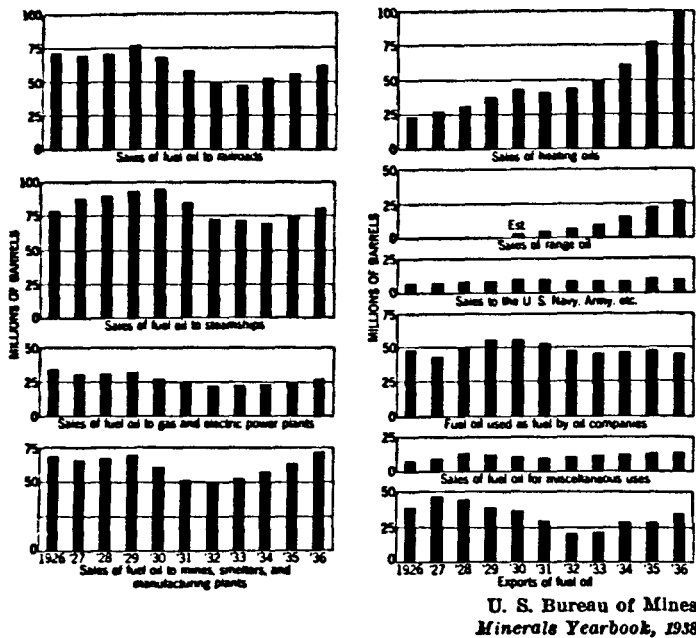 100
75
50
25
0
Sales of fuel oil to railroads
100
75
50
25
0
Sales of fuel oil to steamships
MILLIONS OF BARRELS
50
25
0
Sales of fuel oil to gas and electric power plants
75
50
25
0
1926 '27 '28 '29 '30 '31 '32 '33 '34 '35 '36
Sales of fuel oil to mines, smelters, and
manufacturing plants
100
75
50
25
0
Sales of heating oils
50
25
0
Est.
Sales of range oil
MILLIONS OF BARRELS
25
0
Sales to the U. S. Navy, Army, etc.
75
50
25
0
Fuel oil used as fuel by oil companies
25
0
Sales of fuel oil for miscellaneous uses
50
25
0
1926 '27 '28 '29 '30 '31 '32 '33 '34 '35 '36
Exports of fuel oil
U. S. Bureau of Mines
Minerals Yearbook, 1938